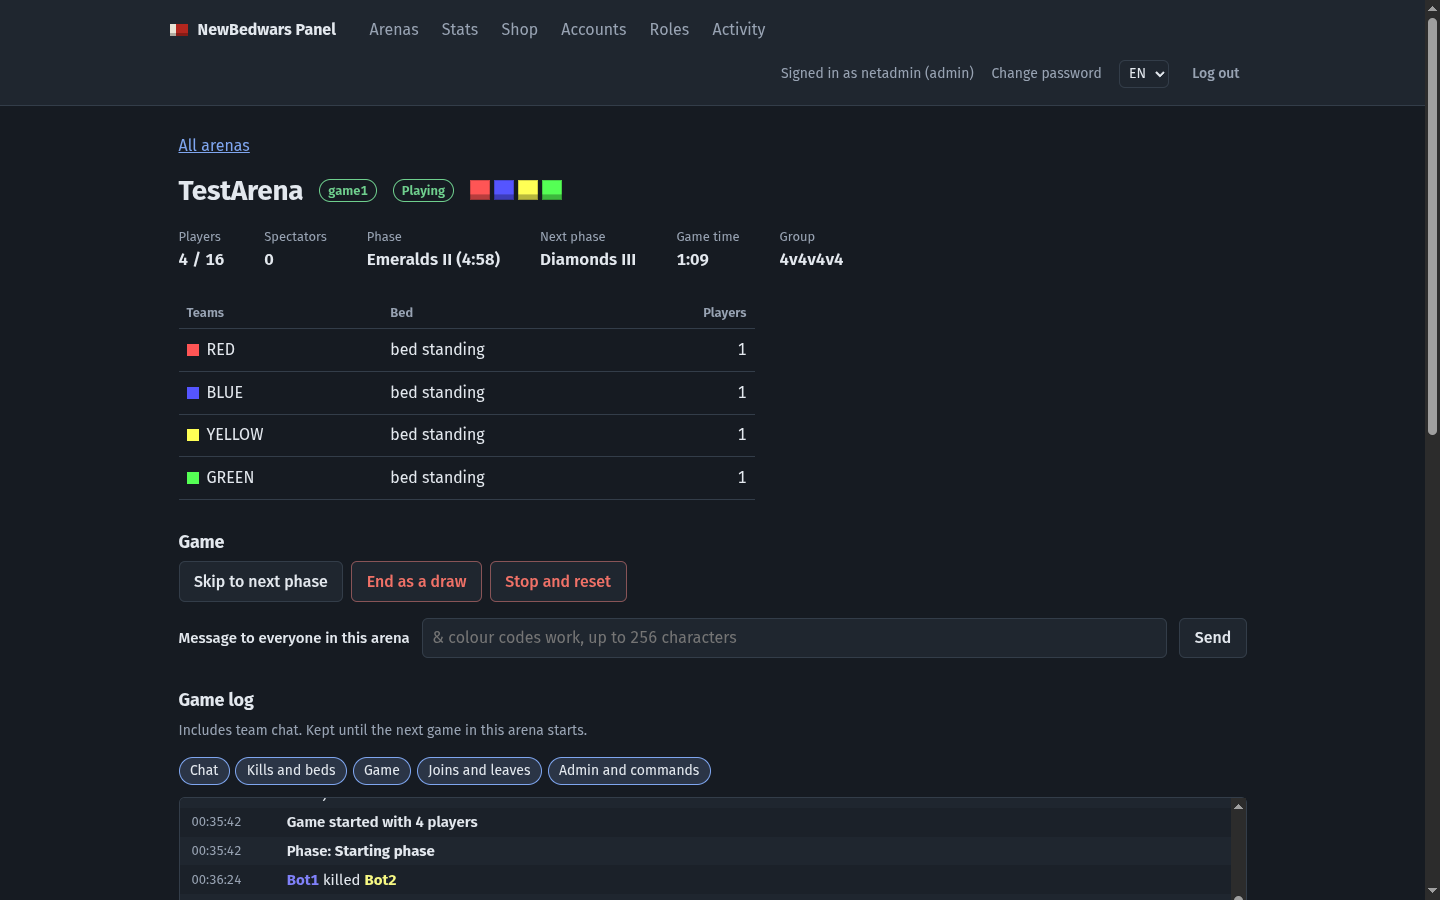 NewBedwars Panel Arenas Stats Shop Accounts Roles Activity
Signed in as netadmin (admin) Change password EN Log out
All arenas
TestArena game1 Playing
Players Spectators Phase Next phase Game time Group
4 / 16 0 Emeralds II (4:58) Diamonds III 1:09 4v4v4v4
Teams Bed Players
RED bed standing 1
BLUE bed standing 1
YELLOW bed standing 1
GREEN bed standing 1
Game
Skip to next phase End as a draw Stop and reset
Message to everyone in this arena & colour codes work, up to 256 characters Send
Game log
Includes team chat. Kept until the next game in this arena starts.
Chat Kills and beds Game Joins and leaves Admin and commands
00:35:42 Game started with 4 players
00:35:42 Phase: Starting phase
00:36:24 Bot1 killed Bot2